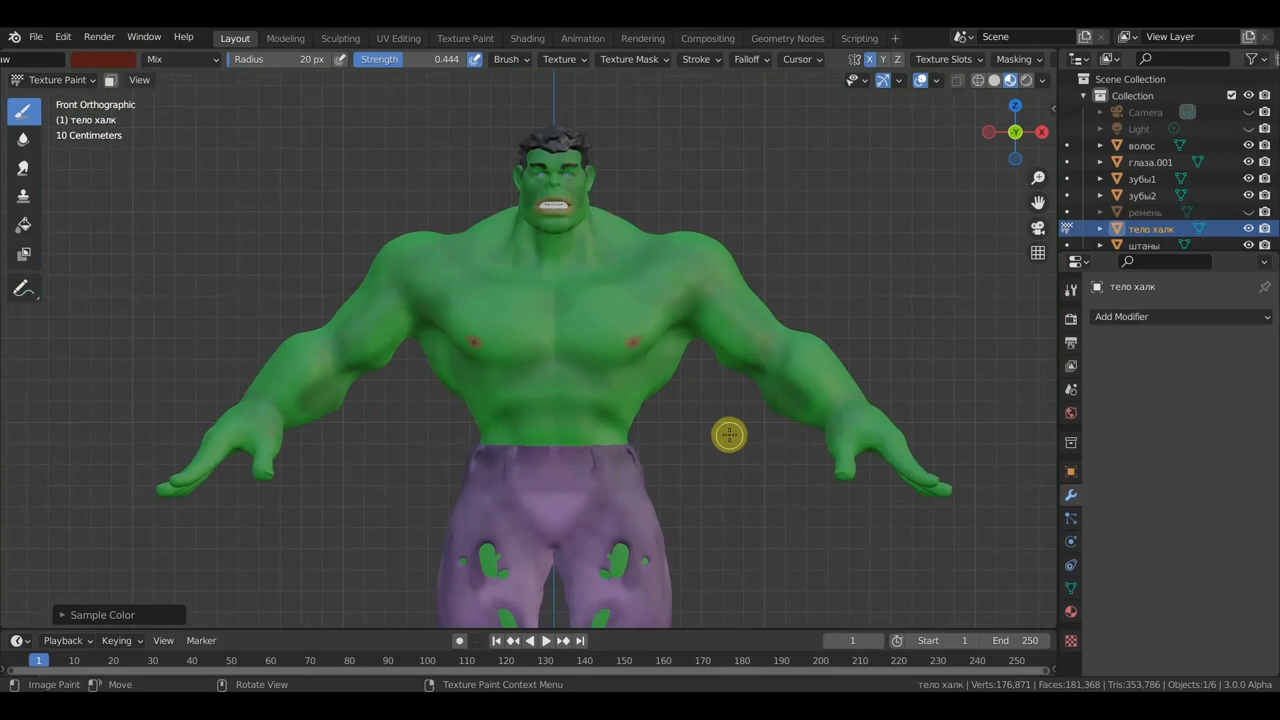 File Edit Render Window Help Layout Modeling Sculpting UV Editing Texture Paint Shading Animation Rendering Compositing Geometry Nodes Scripting + Scene View Layer
Mix Radius 20 px Strength 0.444 Brush Texture Texture Mask Stroke Falloff Cursor X Y Z Texture Slots Masking
Texture Paint View
Front Orthographic
(1) тело халк
10 Centimeters
Z
-Y
X
Scene Collection
Collection
Camera
Light
волос
глаза.001
зубы1
зубы2
ремень
тело халк
штаны
тело халк
Add Modifier
Sample Color
Playback Keying View Marker 1 Start 1 End 250
1 10 20 30 40 50 60 70 80 90 100 110 120 130 140 150 160 170 180 190 200 210 220 230 240 250
Image Paint Move Rotate View Texture Paint Context Menu тело халк | Verts:176,871 | Faces:181,368 | Tris:353,786 | Objects:1/6 | 3.0.0 Alpha